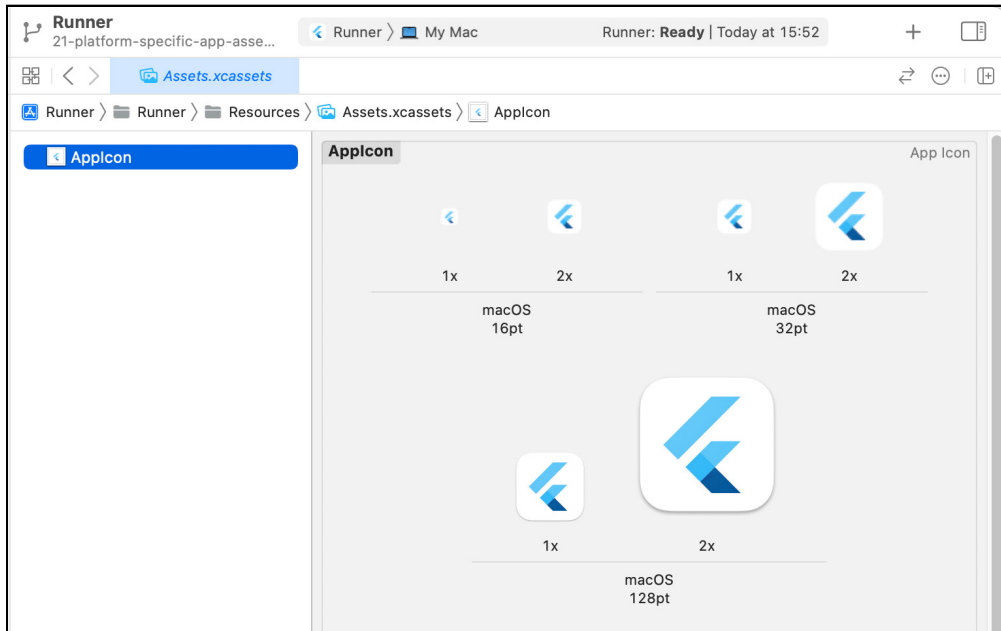 Runner
21-platform-specific-app-asse...
Runner 〉 My Mac
Runner: Ready | Today at 15:52
Assets.xcassets
Runner 〉 Runner 〉 Resources 〉 Assets.xcassets 〉 AppIcon
AppIcon
AppIcon
App Icon
1x 2x 1x 2x
macOS macOS
16pt 32pt
1x 2x
macOS
128pt